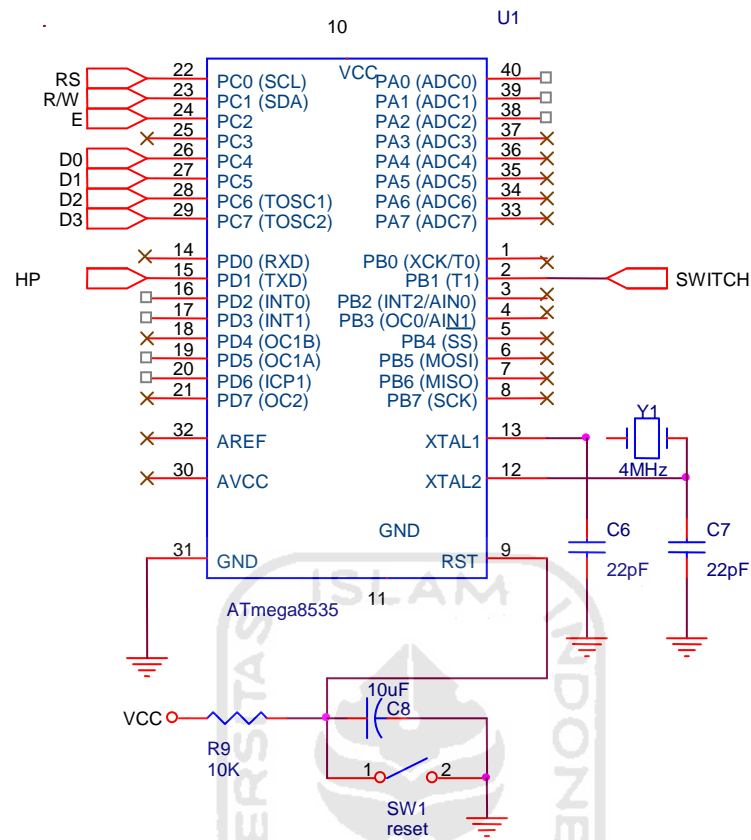 10
U1
VCC
RS 22 PC0 (SCL) PA0 (ADC0) 40
R/W 23 PC1 (SDA) PA1 (ADC1) 39
E 24 PC2 PA2 (ADC2) 38
25 PC3 PA3 (ADC3) 37
D0 26 PC4 PA4 (ADC4) 36
D1 27 PC5 PA5 (ADC5) 35
D2 28 PC6 (TOSC1) PA6 (ADC6) 34
D3 29 PC7 (TOSC2) PA7 (ADC7) 33
14 PD0 (RXD) PB0 (XCK/T0) 1
HP 15 PD1 (TXD) PB1 (T1) 2 SWITCH
16 PD2 (INT0) PB2 (INT2/AIN0) 3
17 PD3 (INT1) PB3 (OC0/AIN1) 4
18 PD4 (OC1B) PB4 (SS) 5
19 PD5 (OC1A) PB5 (MOSI) 6
20 PD6 (ICP1) PB6 (MISO) 7
21 PD7 (OC2) PB7 (SCK) 8
Y1
32 AREF XTAL1 13
4MHz
30 AVCC XTAL2 12
GND
C6 C7
31 GND RST 9
22pF 22pF
11
ATmega8535
ISLAM
UNIVERSITAS
INDONE
10uF
C8
VCC
R9
10K
1 2
SW1
reset